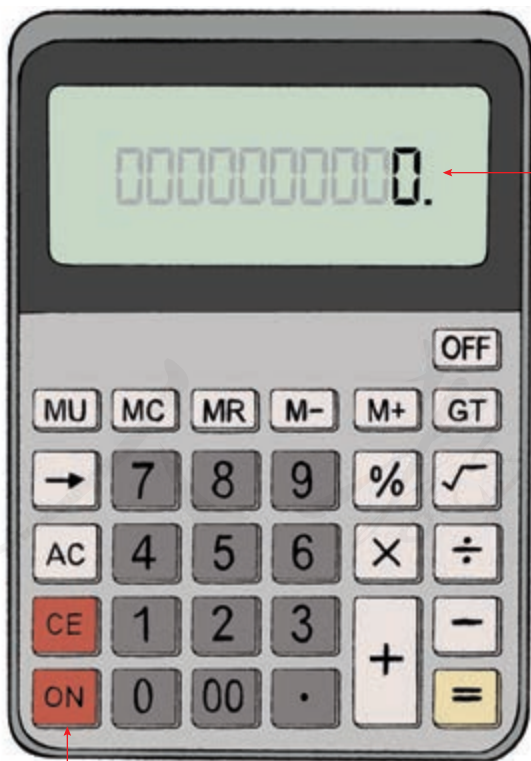 0.
OFF
MU MC MR M− M+ GT
→ 7 8 9 % √
AC 4 5 6 × ÷
CE 1 2 3 + −
ON 0 00 · =